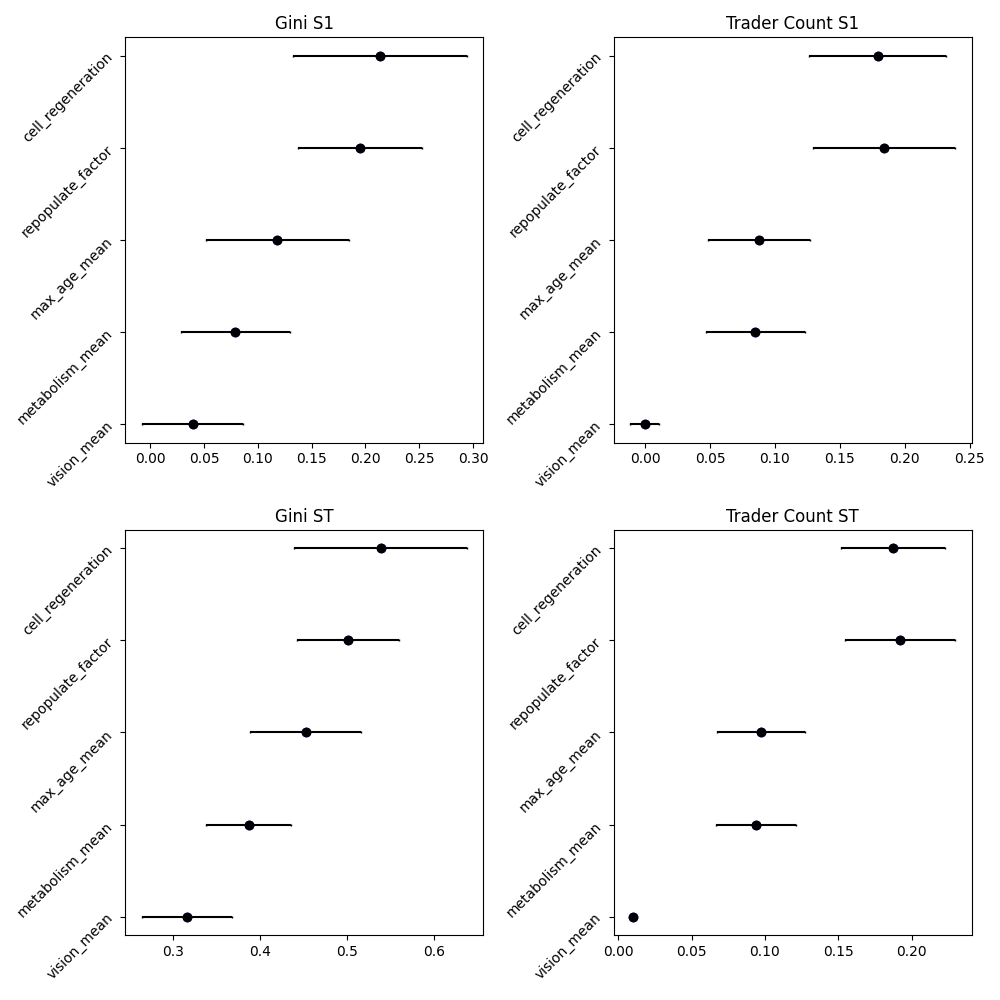 Gini S1
cell_regeneration
repopulate_factor
max_age_mean
metabolism_mean
vision_mean
0.00 0.05 0.10 0.15 0.20 0.25 0.30
Trader Count S1
cell_regeneration
repopulate_factor
max_age_mean
metabolism_mean
vision_mean
0.00 0.05 0.10 0.15 0.20 0.25
Gini ST
cell_regeneration
repopulate_factor
max_age_mean
metabolism_mean
vision_mean
0.3 0.4 0.5 0.6
Trader Count ST
cell_regeneration
repopulate_factor
max_age_mean
metabolism_mean
vision_mean
0.00 0.05 0.10 0.15 0.20